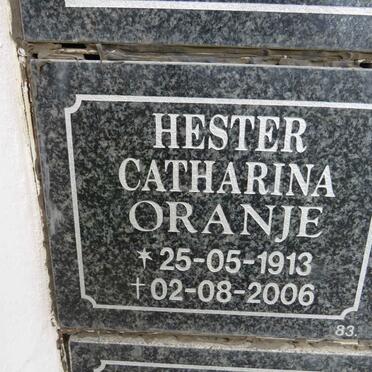 HESTER
CATHARINA
ORANJE
* 25-05-1913
† 02-08-2006
83.